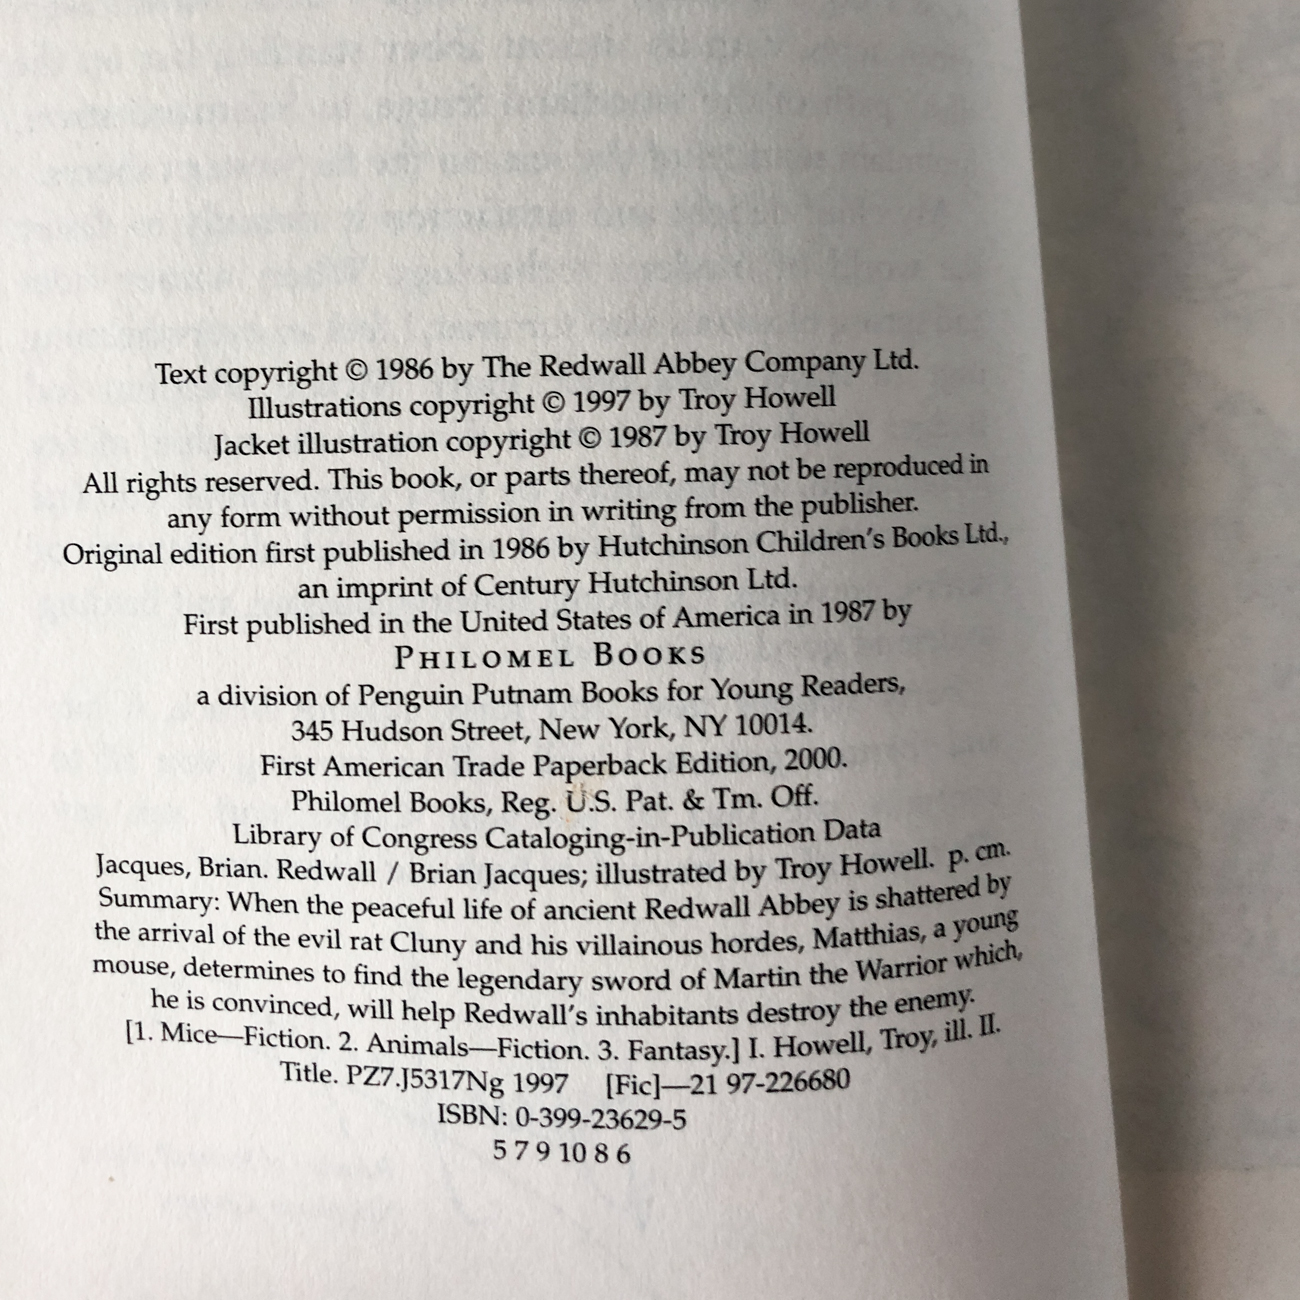 Text copyright © 1986 by The Redwall Abbey Company Ltd.
Illustrations copyright © 1997 by Troy Howell
Jacket illustration copyright © 1987 by Troy Howell
All rights reserved. This book, or parts thereof, may not be reproduced in
any form without permission in writing from the publisher.
Original edition first published in 1986 by Hutchinson Children's Books Ltd.,
an imprint of Century Hutchinson Ltd.
First published in the United States of America in 1987 by
PHILOMEL BOOKS
a division of Penguin Putnam Books for Young Readers,
345 Hudson Street, New York, NY 10014.
First American Trade Paperback Edition, 2000.
Philomel Books, Reg. U.S. Pat. & Tm. Off.
Library of Congress Cataloging-in-Publication Data
Jacques, Brian. Redwall / Brian Jacques; illustrated by Troy Howell. p. cm.
Summary: When the peaceful life of ancient Redwall Abbey is shattered by
the arrival of the evil rat Cluny and his villainous hordes, Matthias, a young
mouse, determines to find the legendary sword of Martin the Warrior which,
he is convinced, will help Redwall's inhabitants destroy the enemy.
[1. Mice—Fiction. 2. Animals—Fiction. 3. Fantasy.] I. Howell, Troy, ill. II.
Title. PZ7.J5317Ng 1997 [Fic]—21 97-226680
ISBN: 0-399-23629-5
5 7 9 10 8 6